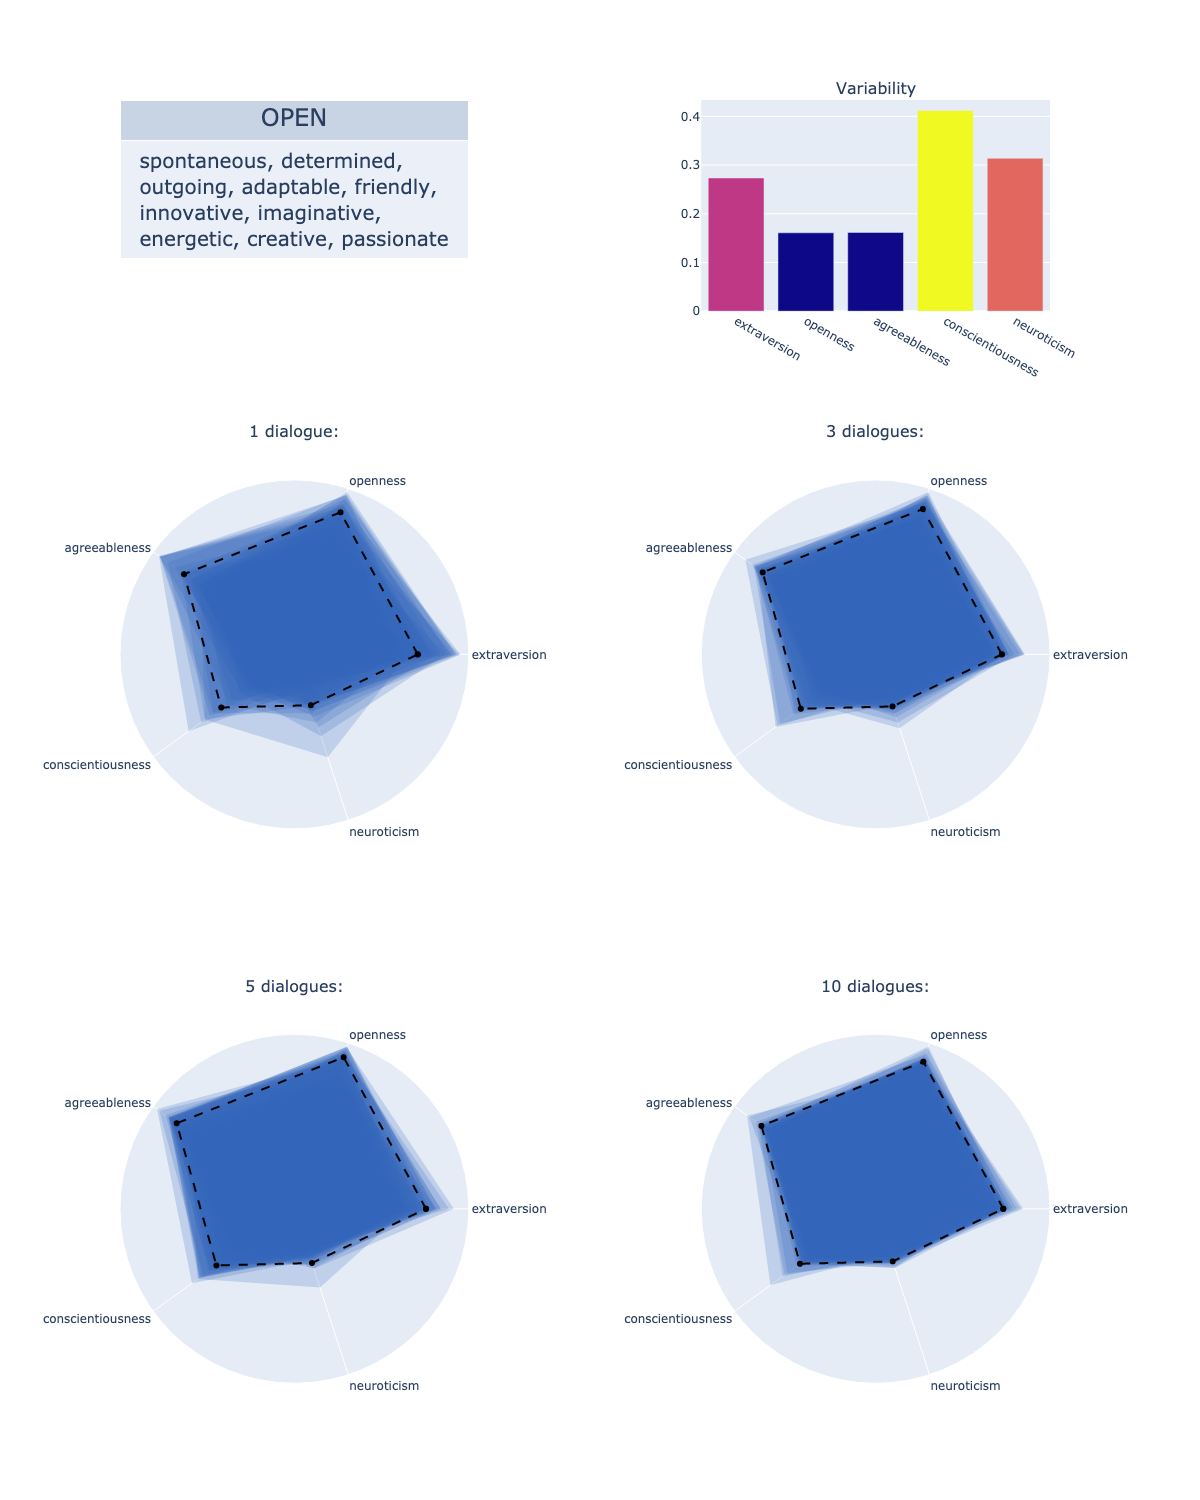 OPEN
spontaneous, determined,
outgoing, adaptable, friendly,
innovative, imaginative,
energetic, creative, passionate
Variability
0.4
0.3
0.2
0.1
0
extraversion
openness
agreeableness
conscientiousness
neuroticism
1 dialogue:
openness
agreeableness
extraversion
conscientiousness
neuroticism
3 dialogues:
openness
agreeableness
extraversion
conscientiousness
neuroticism
5 dialogues:
openness
agreeableness
extraversion
conscientiousness
neuroticism
10 dialogues:
openness
agreeableness
extraversion
conscientiousness
neuroticism